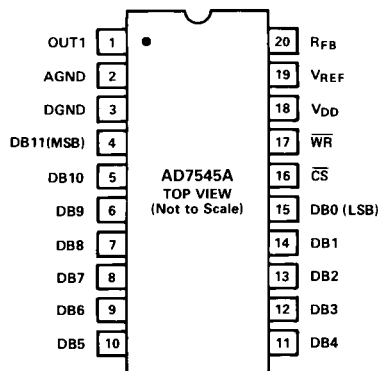 OUT1 1
AGND 2
DGND 3
DB11(MSB) 4
DB10 5
DB9 6
DB8 7
DB7 8
DB6 9
DB5 10
AD7545A
TOP VIEW
(Not to Scale)
20 RFB
19 VREF
18 VDD
17 W̅R̅
16 C̅S̅
15 DB0 (LSB)
14 DB1
13 DB2
12 DB3
11 DB4